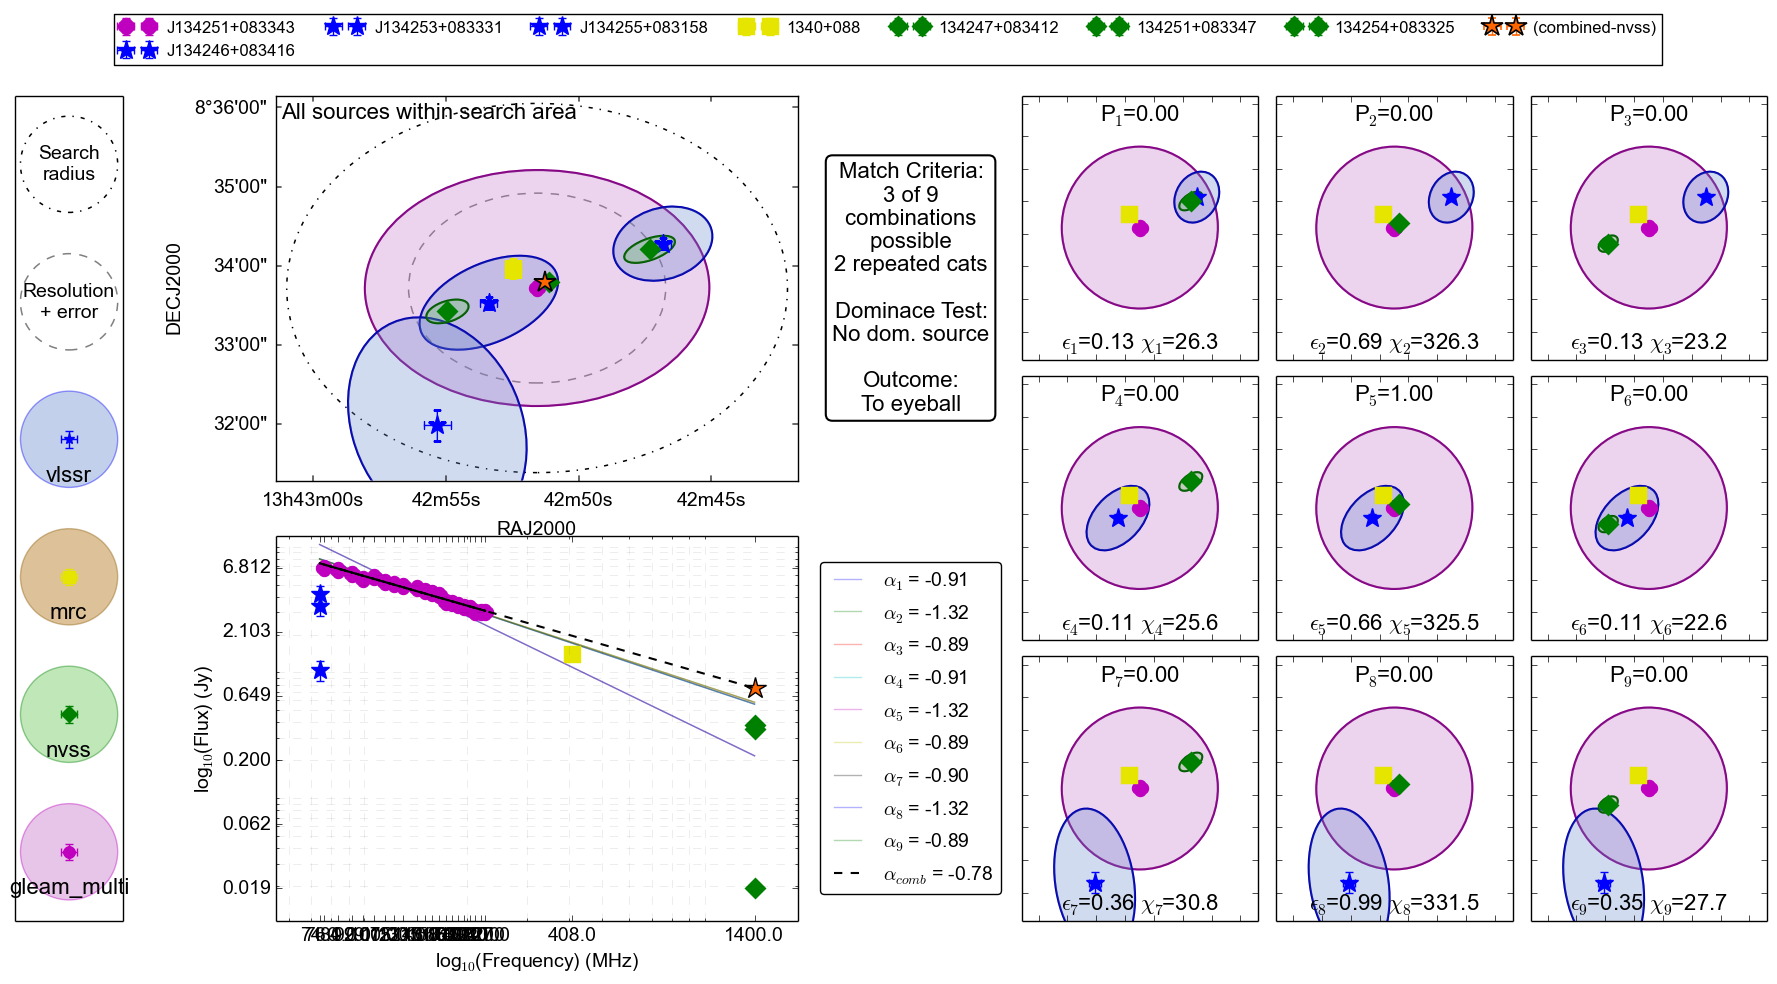 J134251+083343 J134253+083331 J134255+083158 1340+088 134247+083412 134251+083347 134254+083325 (combined-nvss)
J134246+083416
Search
radius
Resolution
+ error
vlssr
mrc
nvss
gleam_multi
All sources within search area
DECJ2000
8°36'00"
35'00"
34'00"
33'00"
32'00"
13h43m00s 42m55s 42m50s 42m45s
RAJ2000
Match Criteria:
3 of 9
combinations
possible
2 repeated cats
Dominace Test:
No dom. source
Outcome:
To eyeball
log₁₀(Flux) (Jy)
6.812
2.103
0.649
0.200
0.062
0.019
408.0 1400.0
log₁₀(Frequency) (MHz)
α₁ = -0.91
α₂ = -1.32
α₃ = -0.89
α₄ = -0.91
α₅ = -1.32
α₆ = -0.89
α₇ = -0.90
α₈ = -1.32
α₉ = -0.89
α_comb = -0.78
P₁=0.00 P₂=0.00 P₃=0.00
ϵ₁=0.13 χ₁=26.3 ϵ₂=0.69 χ₂=326.3 ϵ₃=0.13 χ₃=23.2
P₄=0.00 P₅=1.00 P₆=0.00
ϵ₄=0.11 χ₄=25.6 ϵ₅=0.66 χ₅=325.5 ϵ₆=0.11 χ₆=22.6
P₇=0.00 P₈=0.00 P₉=0.00
ϵ₇=0.36 χ₇=30.8 ϵ₈=0.99 χ₈=331.5 ϵ₉=0.35 χ₉=27.7